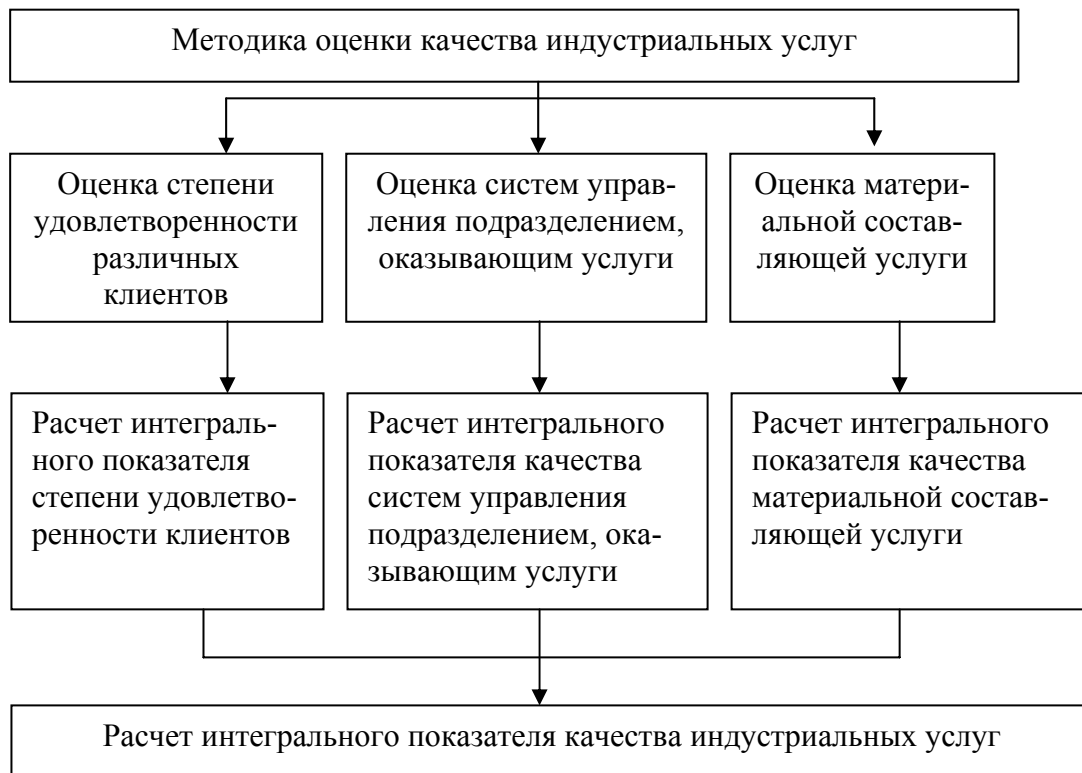 Методика оценки качества индустриальных услуг
Оценка степени
удовлетворенности
различных
клиентов
Оценка систем управ-
ления подразделением,
оказывающим услуги
Оценка матери-
альной состав-
ляющей услуги
Расчет интеграль-
ного показателя
степени удовлетво-
ренности клиентов
Расчет интегрального
показателя качества
систем управления
подразделением, ока-
зывающим услуги
Расчет интегрального
показателя качества
материальной состав-
ляющей услуги
Расчет интегрального показателя качества индустриальных услуг